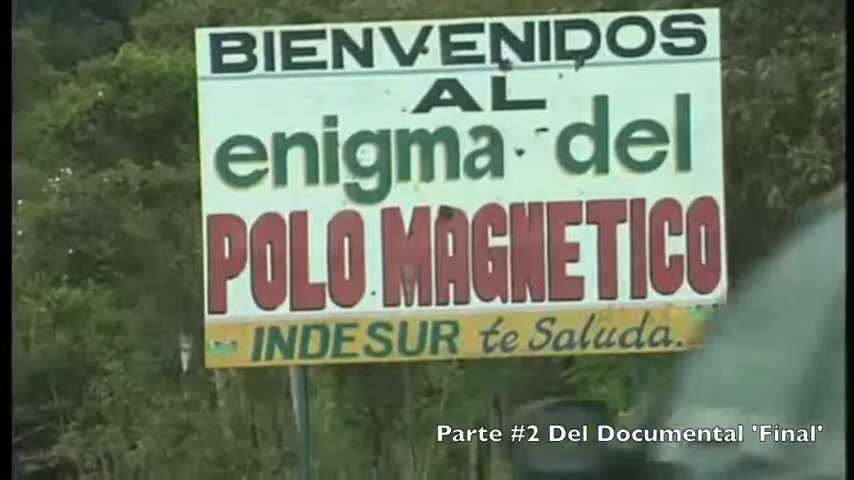 BIENVENIDOS
AL
enigma del
POLO MAGNETICO
INDESUR te Saluda.
Parte #2 Del Documental 'Final'